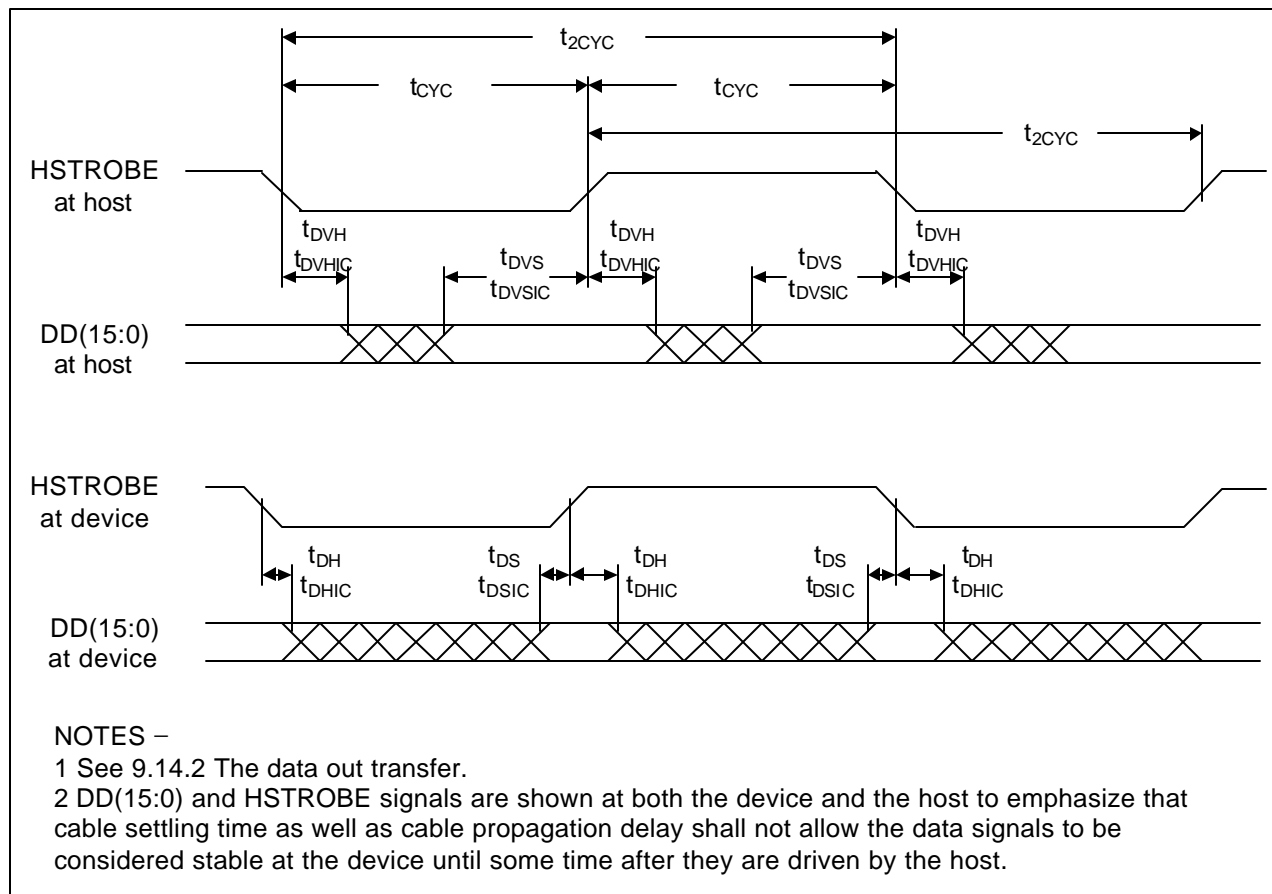 t2CYC
tCYC tCYC
t2CYC
HSTROBE
at host
tDVH tDVH tDVH
tDVS tDVS
tDVHIC tDVHIC tDVHIC
tDVSIC tDVSIC
DD(15:0)
at host
HSTROBE
at device
tDH tDS tDH tDS tDH
tDHIC tDSIC tDHIC tDSIC tDHIC
DD(15:0)
at device
NOTES –
1 See 9.14.2 The data out transfer.
2 DD(15:0) and HSTROBE signals are shown at both the device and the host to emphasize that
cable settling time as well as cable propagation delay shall not allow the data signals to be
considered stable at the device until some time after they are driven by the host.